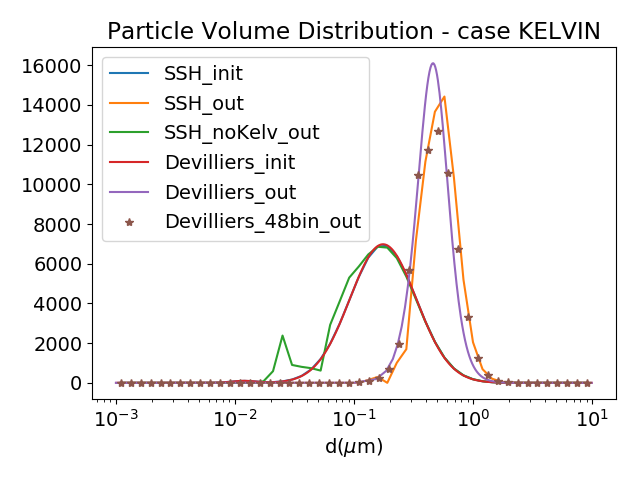 Particle Volume Distribution - case KELVIN
SSH_init
SSH_out
SSH_noKelv_out
Devilliers_init
Devilliers_out
Devilliers_48bin_out
16000
14000
12000
10000
8000
6000
4000
2000
0
10⁻³ 10⁻² 10⁻¹ 10⁰ 10¹
d(μm)